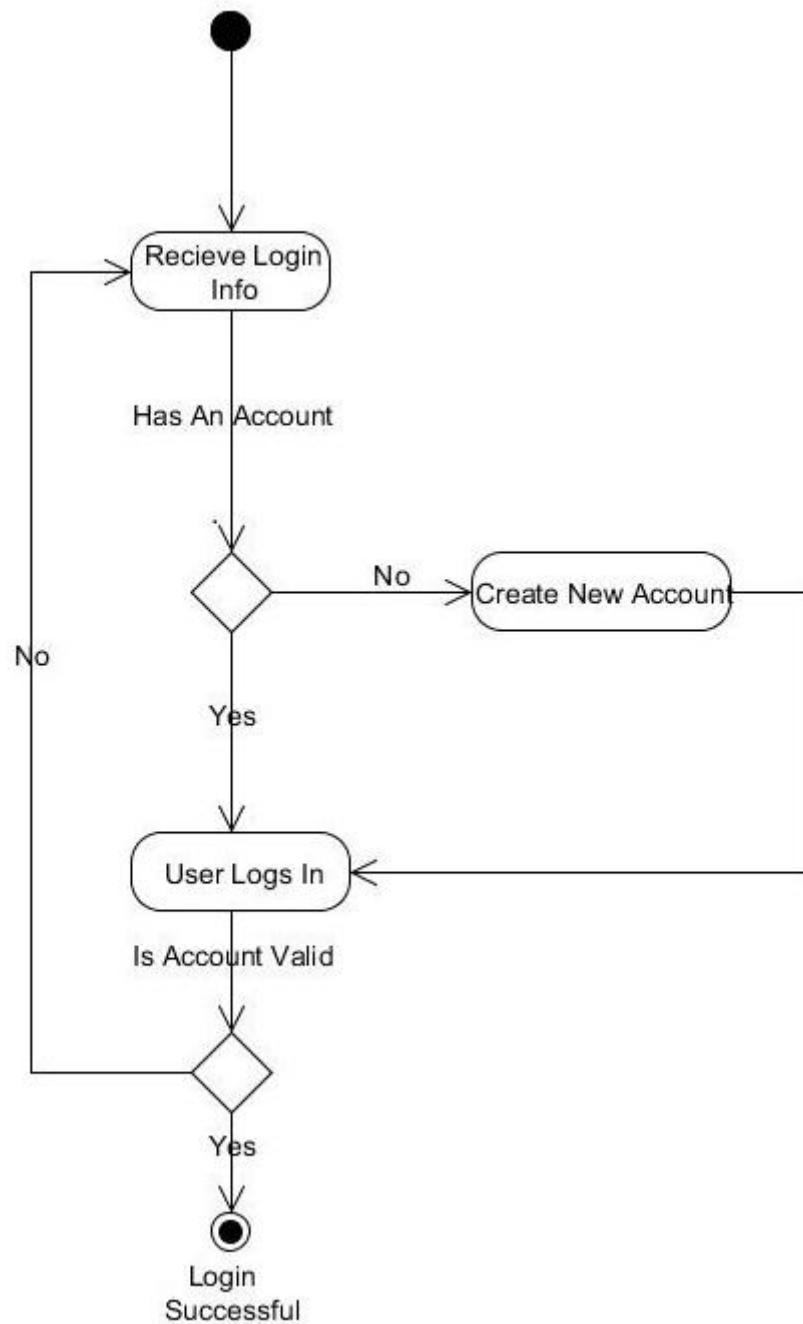 Recieve Login
Info
Has An Account
No
Create New Account
No
Yes
User Logs In
Is Account Valid
Yes
Login
Successful